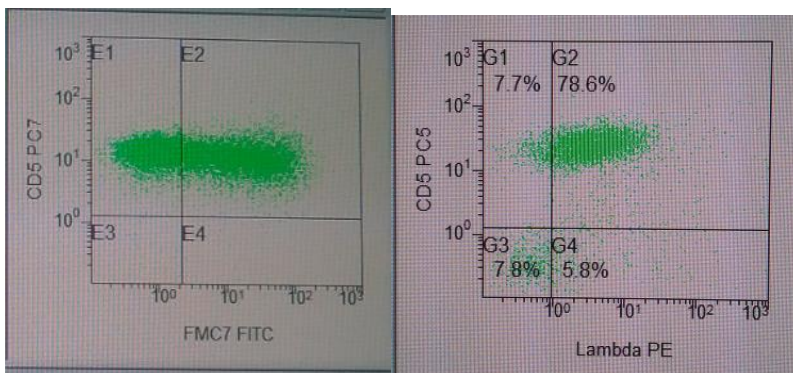 E1 E2
10³
10²
10¹
10⁰
E3 E4
10⁰ 10¹ 10² 10³
CD5 PC7
FMC7 FITC
G1 G2
7.7% 78.6%
10³
10²
10¹
10⁰
G3 G4
7.8% 5.8%
10⁰ 10¹ 10² 10³
CD5 PC5
Lambda PE